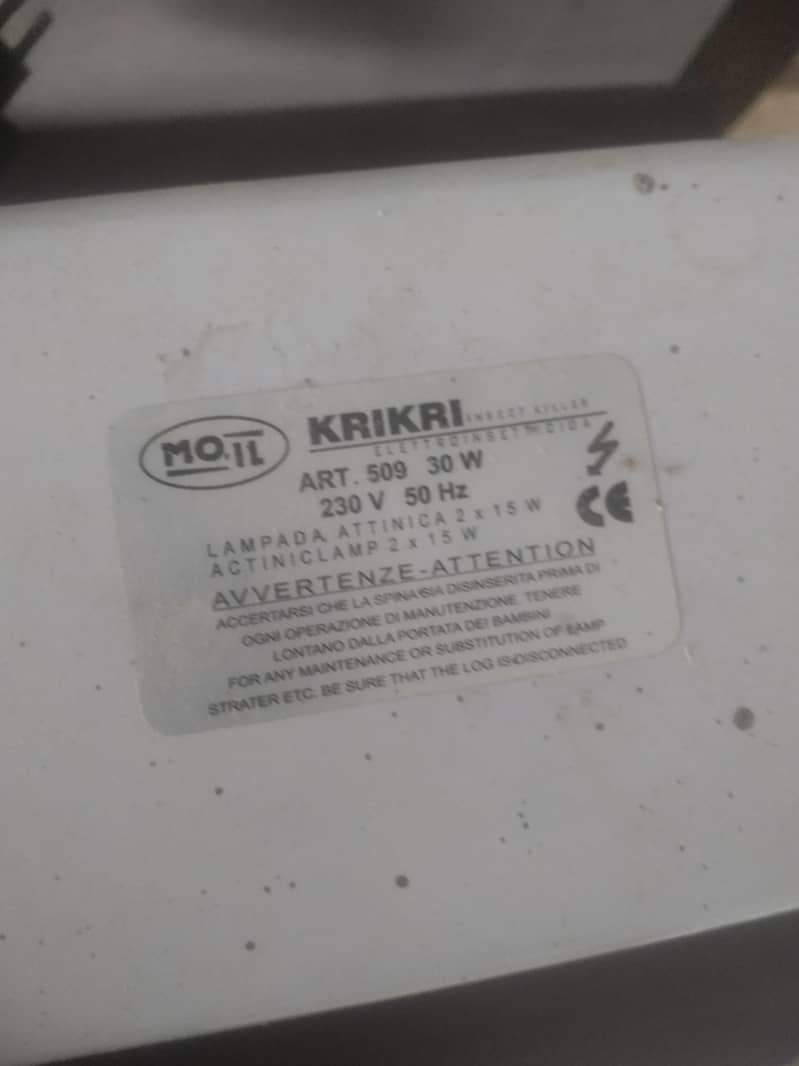 MO.IL
KRIKRI INSECT KILLER
ELETTROINSETTICIDA
ART. 509 30 W
230 V 50 Hz
LAMPADA ATTINICA 2 x 15 W
ACTINICLAMP 2 x 15 W
CE
AVVERTENZE-ATTENTION
ACCERTARSI CHE LA SPINA SIA DISINSERITA PRIMA DI
OGNI OPERAZIONE DI MANUTENZIONE. TENERE
LONTANO DALLA PORTATA DEI BAMBINI
FOR ANY MAINTENANCE OR SUBSTITUTION OF LAMP
STRATER ETC. BE SURE THAT THE LOG IS DISCONNECTED